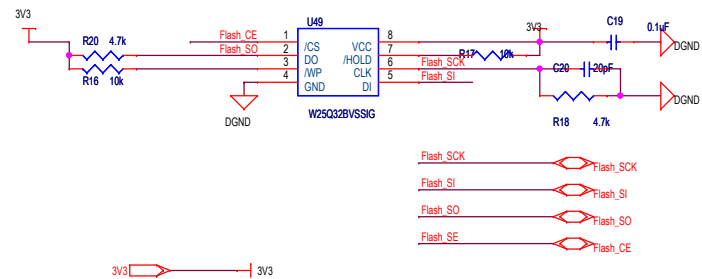 3V3
U49
3V3
C19
0.1uF
R20 4.7k
Flash_CE
1
8
Flash_SO
2
/CS
VCC
7
R17
10k
DGND
3
DO
/HOLD
6
Flash_SCK
R16 10k
4
/WP
CLK
5
Flash_SI
C20
20pF
GND
DI
DGND
DGND
W25Q32BVSSIG
R18 4.7k
Flash_SCK
Flash_SCK
Flash_SI
Flash_SI
Flash_SO
Flash_SO
Flash_SE
Flash_CE
3V3
3V3